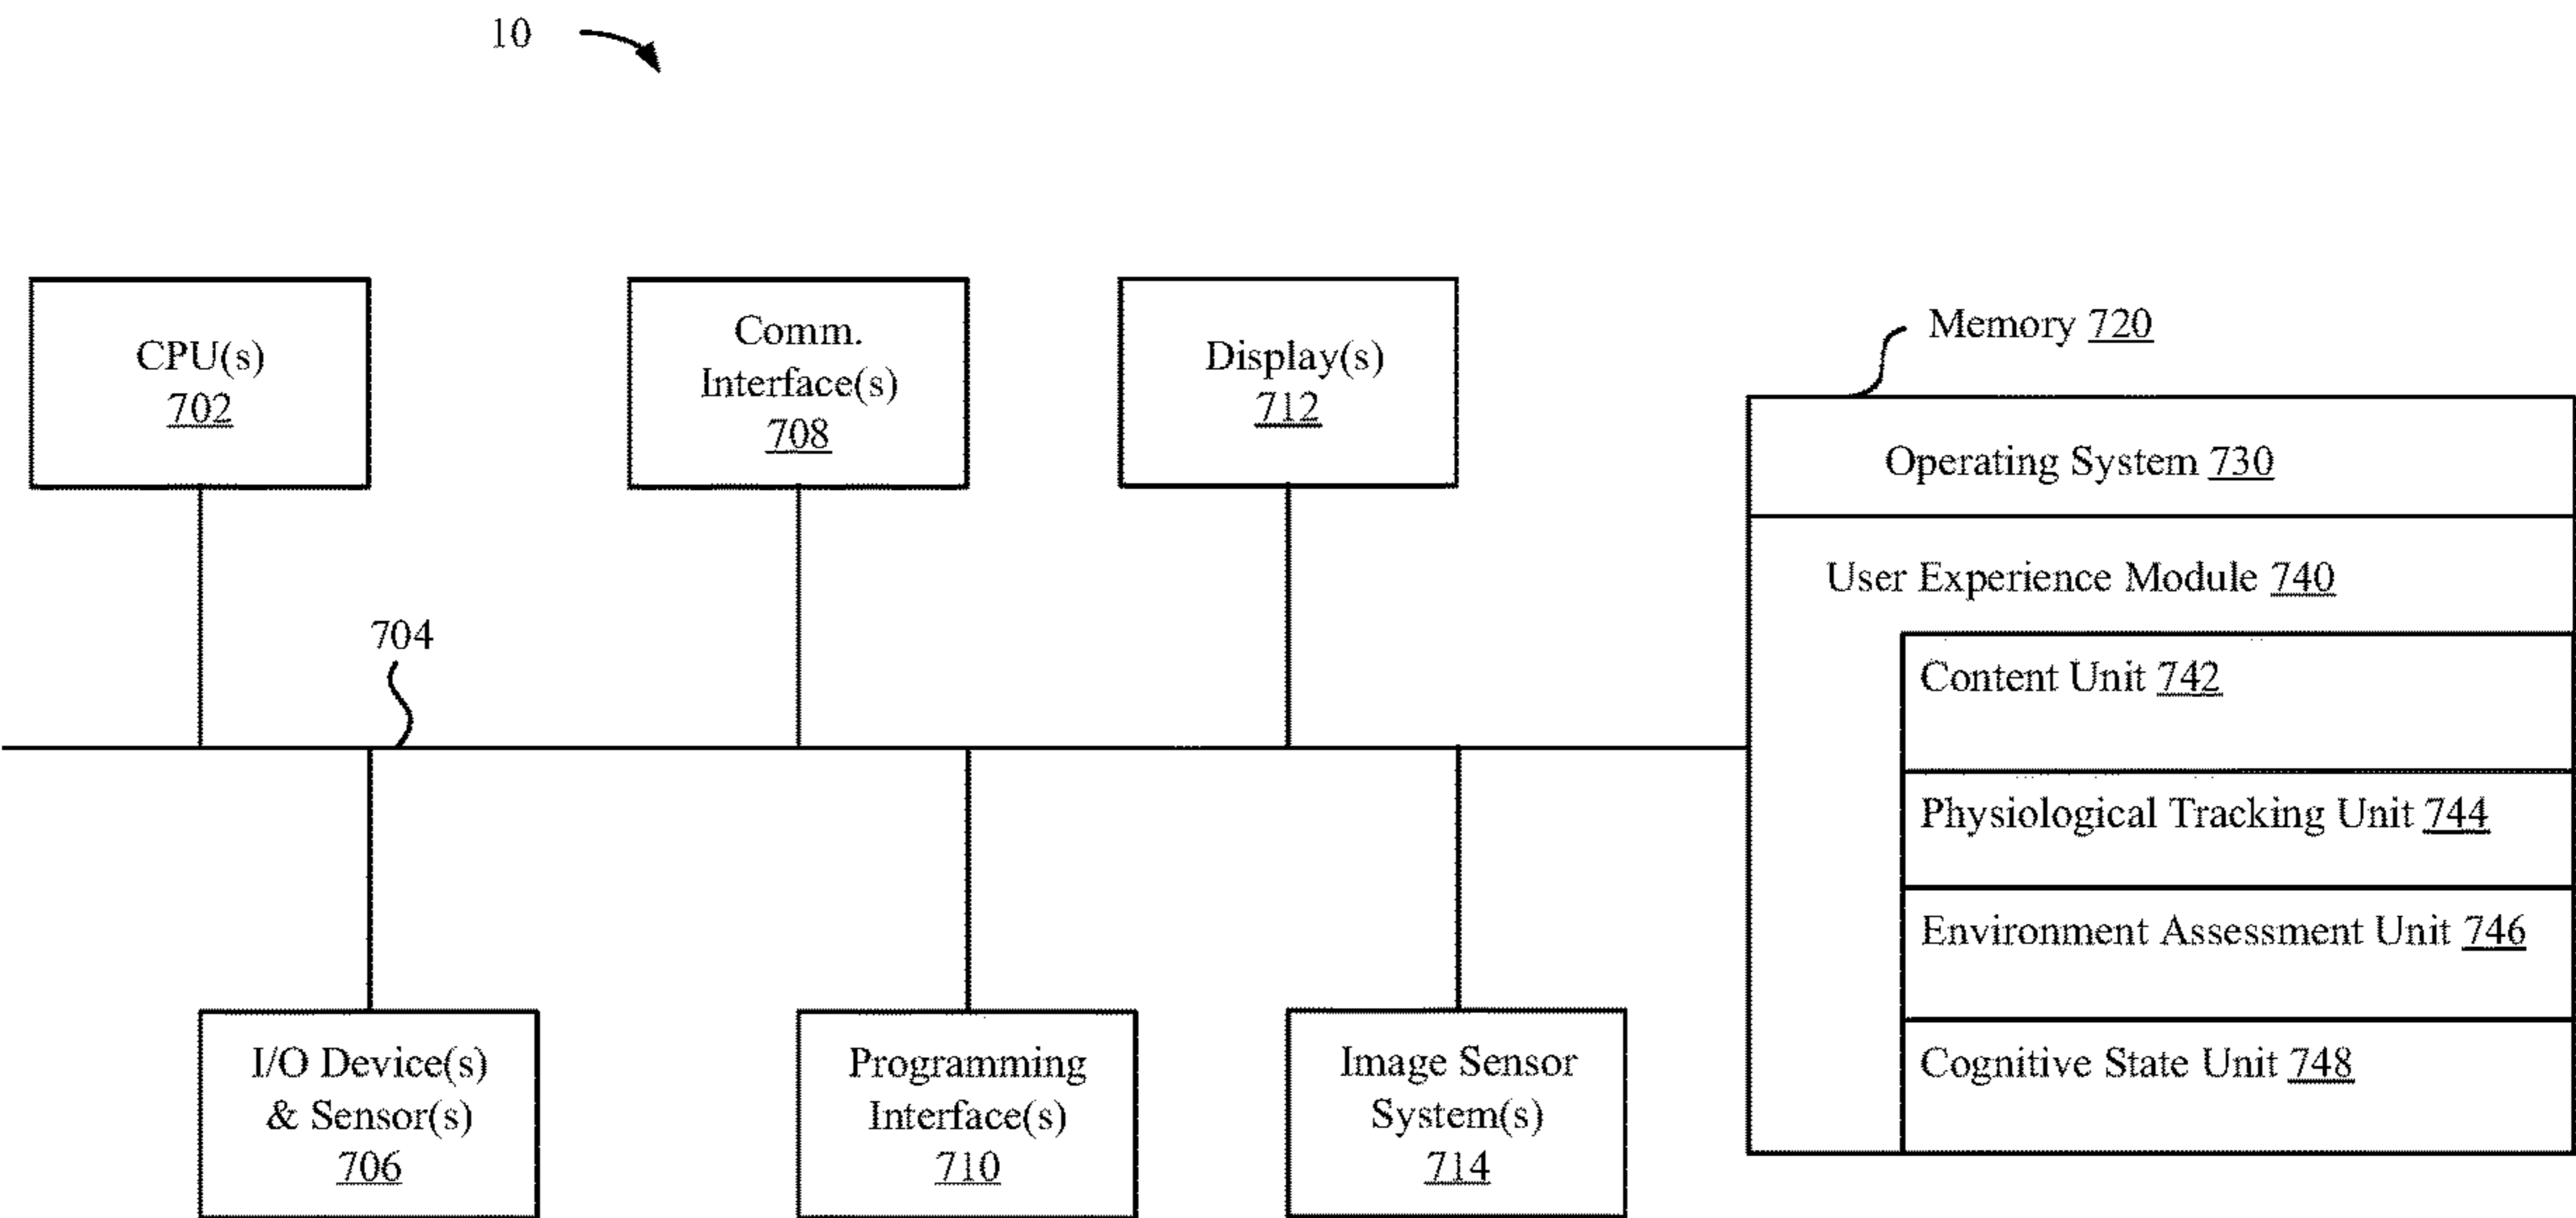 10
CPU(s)
702
Comm.
Interface(s)
708
Display(s)
712
Memory 720
Operating System 730
User Experience Module 740
Content Unit 742
Physiological Tracking Unit 744
Environment Assessment Unit 746
Cognitive State Unit 748
704
I/O Device(s)
& Sensor(s)
706
Programming
Interface(s)
710
Image Sensor
System(s)
714